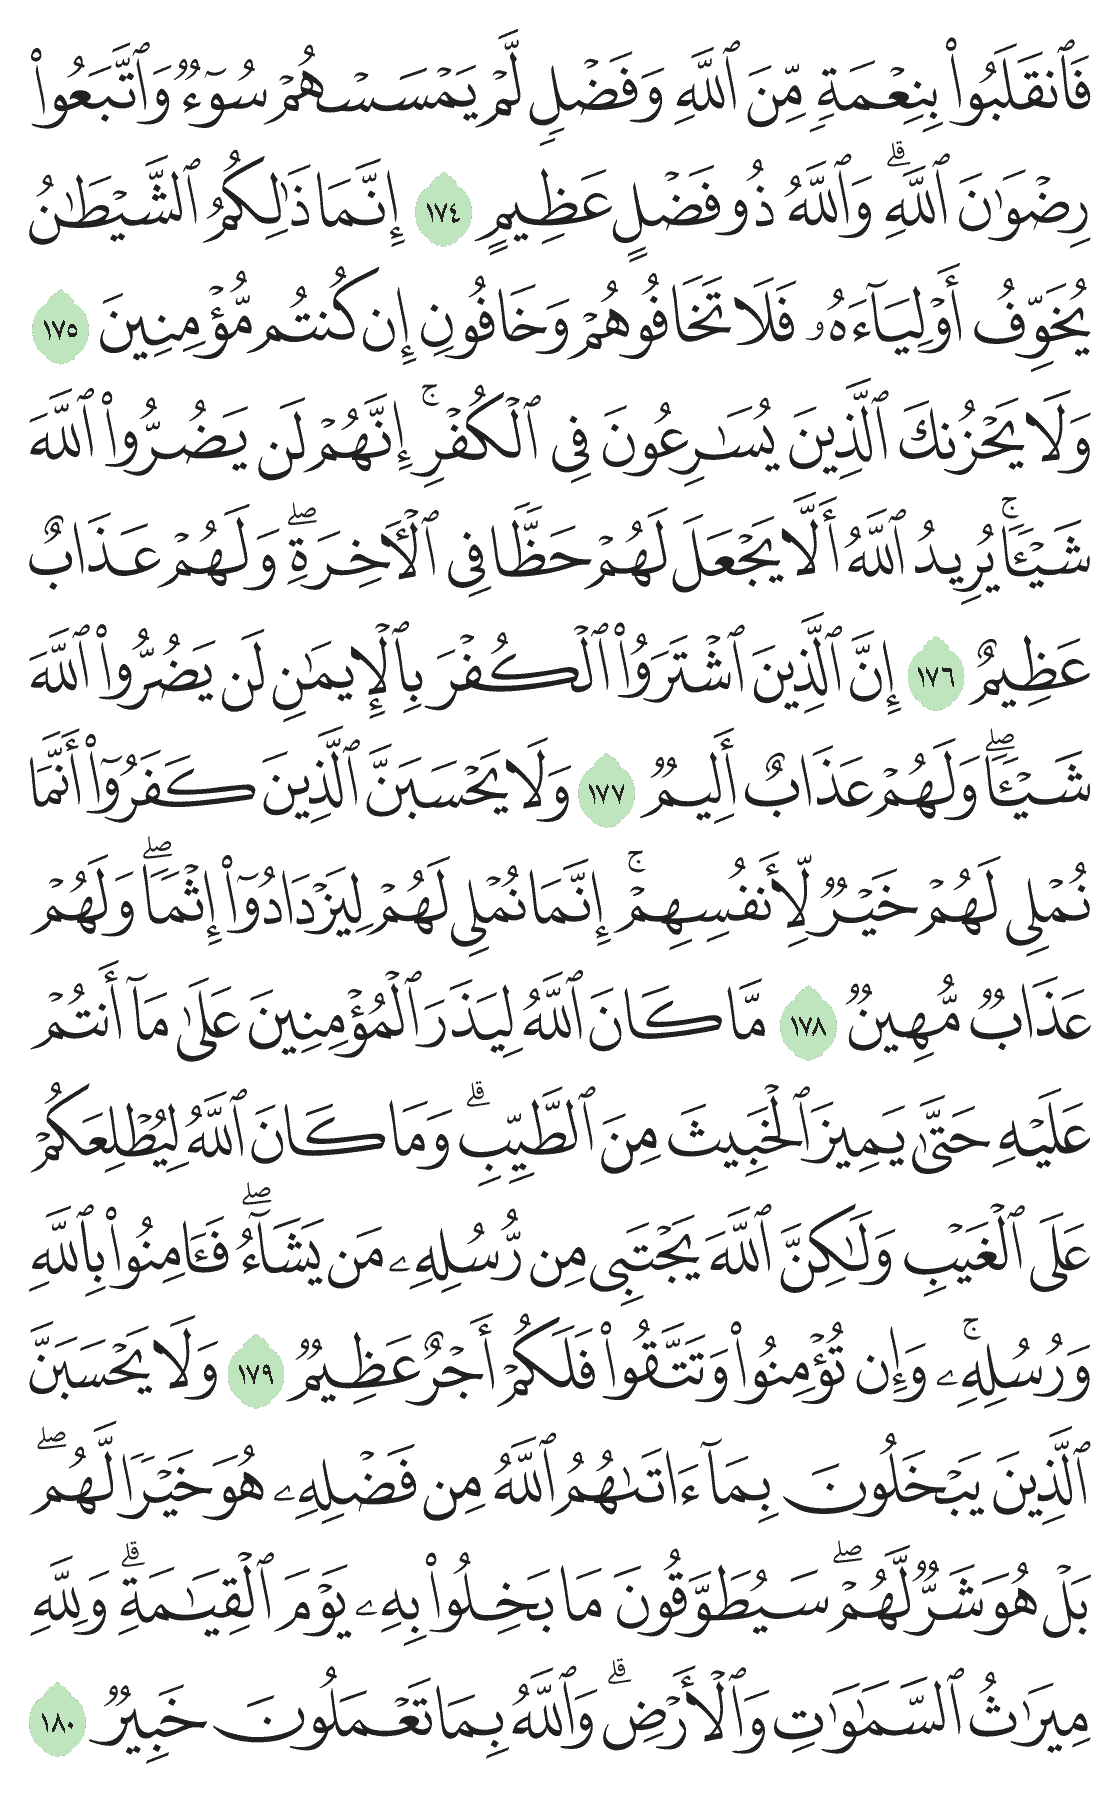 فَٱنقَلَبُوا۟ بِنِعْمَةٍ مِّنَ ٱللَّهِ وَفَضْلٍ لَّمْ يَمْسَسْهُمْ سُوٓءٌ وَٱتَّبَعُوا۟
رِضْوَٰنَ ٱللَّهِ ۗ وَٱللَّهُ ذُو فَضْلٍ عَظِيمٍ ١٧٤ إِنَّمَا ذَٰلِكُمُ ٱلشَّيْطَٰنُ
يُخَوِّفُ أَوْلِيَآءَهُۥ فَلَا تَخَافُوهُمْ وَخَافُونِ إِن كُنتُم مُّؤْمِنِينَ ١٧٥
وَلَا يَحْزُنكَ ٱلَّذِينَ يُسَٰرِعُونَ فِى ٱلْكُفْرِ ۚ إِنَّهُمْ لَن يَضُرُّوا۟ ٱللَّهَ
شَيْـًٔا ۚ يُرِيدُ ٱللَّهُ أَلَّا يَجْعَلَ لَهُمْ حَظًّا فِى ٱلْـَٔاخِرَةِ ۖ وَلَهُمْ عَذَابٌ
عَظِيمٌ ١٧٦ إِنَّ ٱلَّذِينَ ٱشْتَرَوُا۟ ٱلْكُفْرَ بِٱلْإِيمَٰنِ لَن يَضُرُّوا۟ ٱللَّهَ
شَيْـًٔا ۖ وَلَهُمْ عَذَابٌ أَلِيمٌ ١٧٧ وَلَا يَحْسَبَنَّ ٱلَّذِينَ كَفَرُوٓا۟ أَنَّمَا
نُمْلِى لَهُمْ خَيْرٌ لِّأَنفُسِهِمْ ۚ إِنَّمَا نُمْلِى لَهُمْ لِيَزْدَادُوٓا۟ إِثْمًا ۖ وَلَهُمْ
عَذَابٌ مُّهِينٌ ١٧٨ مَّا كَانَ ٱللَّهُ لِيَذَرَ ٱلْمُؤْمِنِينَ عَلَىٰ مَآ أَنتُمْ
عَلَيْهِ حَتَّىٰ يَمِيزَ ٱلْخَبِيثَ مِنَ ٱلطَّيِّبِ ۗ وَمَا كَانَ ٱللَّهُ لِيُطْلِعَكُمْ
عَلَى ٱلْغَيْبِ وَلَٰكِنَّ ٱللَّهَ يَجْتَبِى مِن رُّسُلِهِۦ مَن يَشَآءُ ۖ فَـَٔامِنُوا۟ بِٱللَّهِ
وَرُسُلِهِۦ ۚ وَإِن تُؤْمِنُوا۟ وَتَتَّقُوا۟ فَلَكُمْ أَجْرٌ عَظِيمٌ ١٧٩ وَلَا يَحْسَبَنَّ
ٱلَّذِينَ يَبْخَلُونَ بِمَآ ءَاتَىٰهُمُ ٱللَّهُ مِن فَضْلِهِۦ هُوَ خَيْرًا لَّهُم ۖ
بَلْ هُوَ شَرٌّ لَّهُمْ ۖ سَيُطَوَّقُونَ مَا بَخِلُوا۟ بِهِۦ يَوْمَ ٱلْقِيَٰمَةِ ۗ وَلِلَّهِ
مِيرَٰثُ ٱلسَّمَٰوَٰتِ وَٱلْأَرْضِ ۗ وَٱللَّهُ بِمَا تَعْمَلُونَ خَبِيرٌ ١٨٠